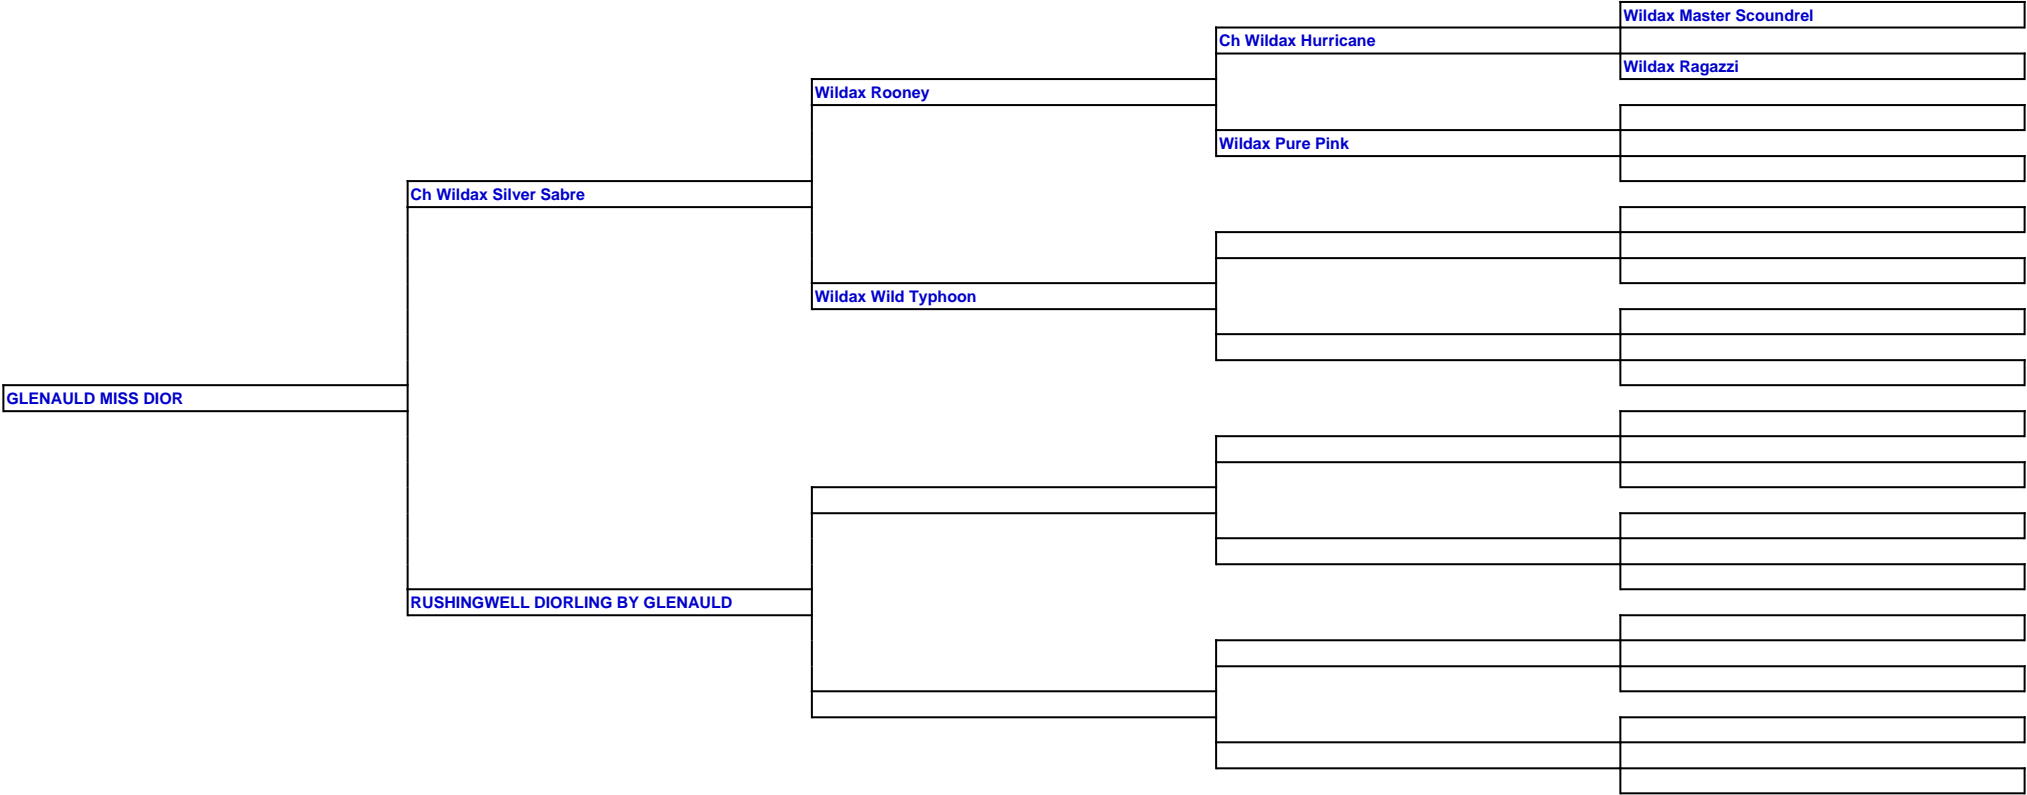 Wildax Master Scoundrel
Ch Wildax Hurricane
Wildax Ragazzi
Wildax Rooney
Wildax Pure Pink
Ch Wildax Silver Sabre
Wildax Wild Typhoon
GLENAULD MISS DIOR
RUSHINGWELL DIORLING BY GLENAULD